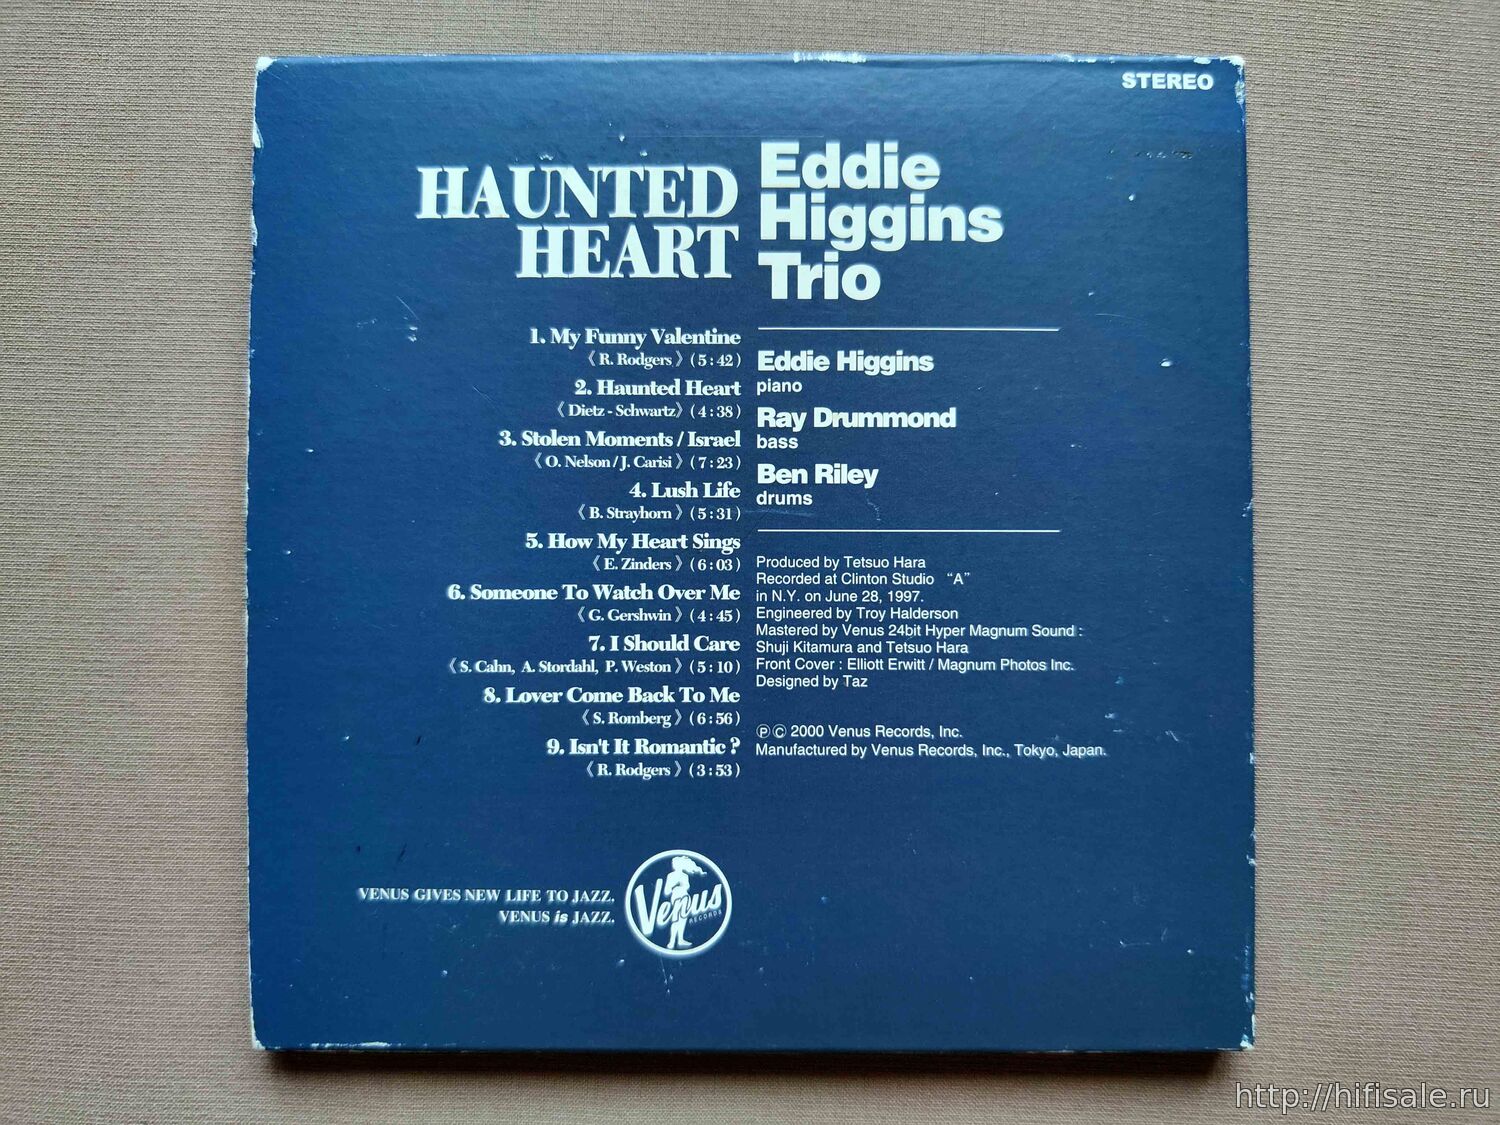 STEREO
HAUNTED
HEART
Eddie
Higgins
Trio
1. My Funny Valentine
《 R. Rodgers 》 ( 5 : 42 )
2. Haunted Heart
《 Dietz - Schwartz》 ( 4 : 38 )
3. Stolen Moments / Israel
《 O. Nelson / J. Carisi 》 ( 7 : 23 )
4. Lush Life
《 B. Strayhorn 》 ( 5 : 31 )
5. How My Heart Sings
《 E. Zinders 》 ( 6 : 03 )
6. Someone To Watch Over Me
《 G. Gershwin 》 ( 4 : 45 )
7. I Should Care
《 S. Cahn, A. Stordahl, P. Weston 》 ( 5 : 10 )
8. Lover Come Back To Me
《 S. Romberg 》 ( 6 : 56 )
9. Isn't It Romantic ?
《 R. Rodgers 》 ( 3 : 53 )
Eddie Higgins
piano
Ray Drummond
bass
Ben Riley
drums
Produced by Tetsuo Hara
Recorded at Clinton Studio “A”
in N.Y. on June 28, 1997.
Engineered by Troy Halderson
Mastered by Venus 24bit Hyper Magnum Sound :
Shuji Kitamura and Tetsuo Hara
Front Cover : Elliott Erwitt / Magnum Photos Inc.
Designed by Taz
Ⓟ© 2000 Venus Records, Inc.
Manufactured by Venus Records, Inc., Tokyo, Japan.
VENUS GIVES NEW LIFE TO JAZZ.
VENUS is JAZZ.
Venus
RECORDS
http://hifisale.ru